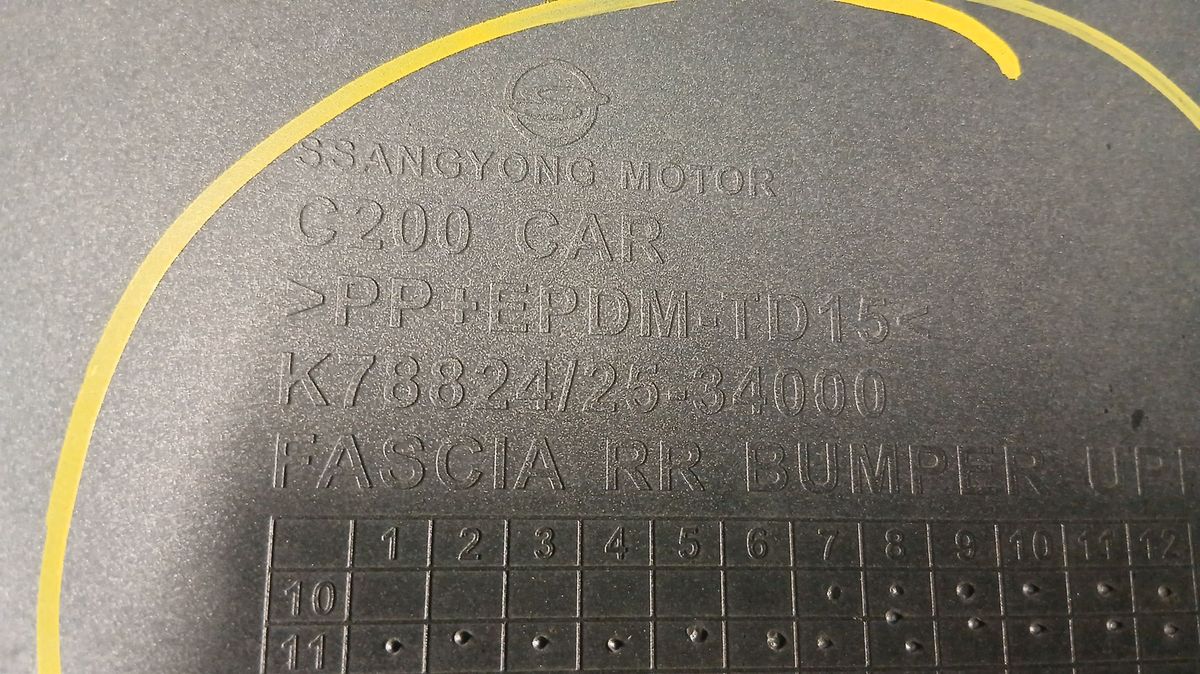 SSANGYONG MOTOR
C200 CAR
>PP+EPDM-TD15<
K78824/25-34000
FASCIA RR BUMPER
1 2 3 4 5 6 7 8 9 10 11 12
10
11